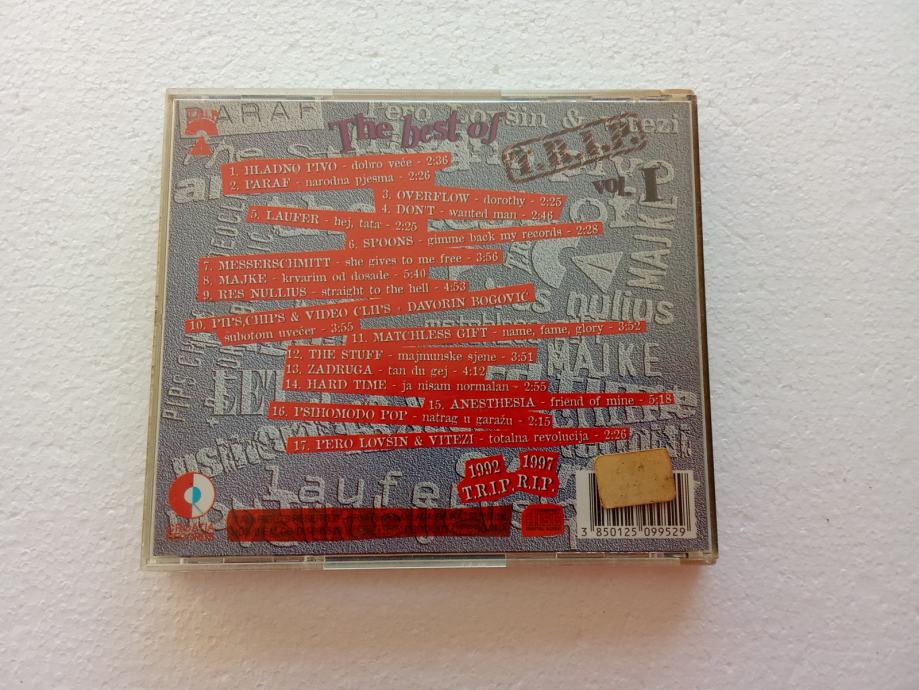 The best of
T.R.I.P.
vol. I
1. HLADNO PIVO - dobro veče - 2:36
2. PARAF - narodna pjesma - 2:26
3. OVERFLOW - dorothy - 2:25
4. DON'T - wanted man - 2:46
5. LAUFER - hej, tata - 2:25
6. SPOONS - gimme back my records - 2:28
7. MESSERSCHMITT - she gives to me free - 3:56
8. MAJKE - krvarim od dosade - 5:40
9. RES NULLIUS - straight to the hell - 4:53
10. PIPS,CHIPS & VIDEO CLIPS + DAVORIN BOGOVIĆ
subotom uvečer - 3:55
11. MATCHLESS GIFT - name, fame, glory - 3:52
12. THE STUFF - majmunske sjene - 3:51
13. ZADRUGA - tan du gej - 4:12
14. HARD TIME - ja nisam normalan - 2:55
15. ANESTHESIA - friend of mine - 5:18
16. PSIHOMODO POP - natrag u garažu - 2:15
17. PERO LOVŠIN & VITEZI - totalna revolucija - 2:26
1992 1997
T.R.I.P. R.I.P.
3 850125 099529
PARAF
MAJKE
MAJKE
nullius
laufe
CROATIA
RECORDS